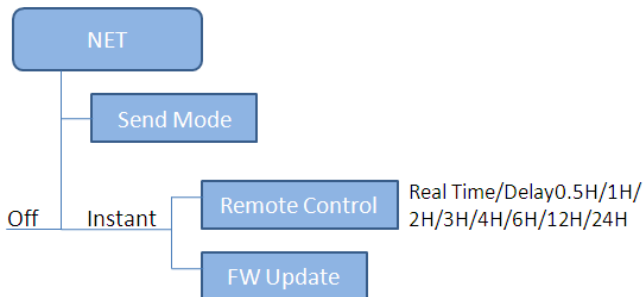 NET
Send Mode
Off
Instant
Remote Control
Real Time/Delay0.5H/1H/
2H/3H/4H/6H/12H/24H
FW Update